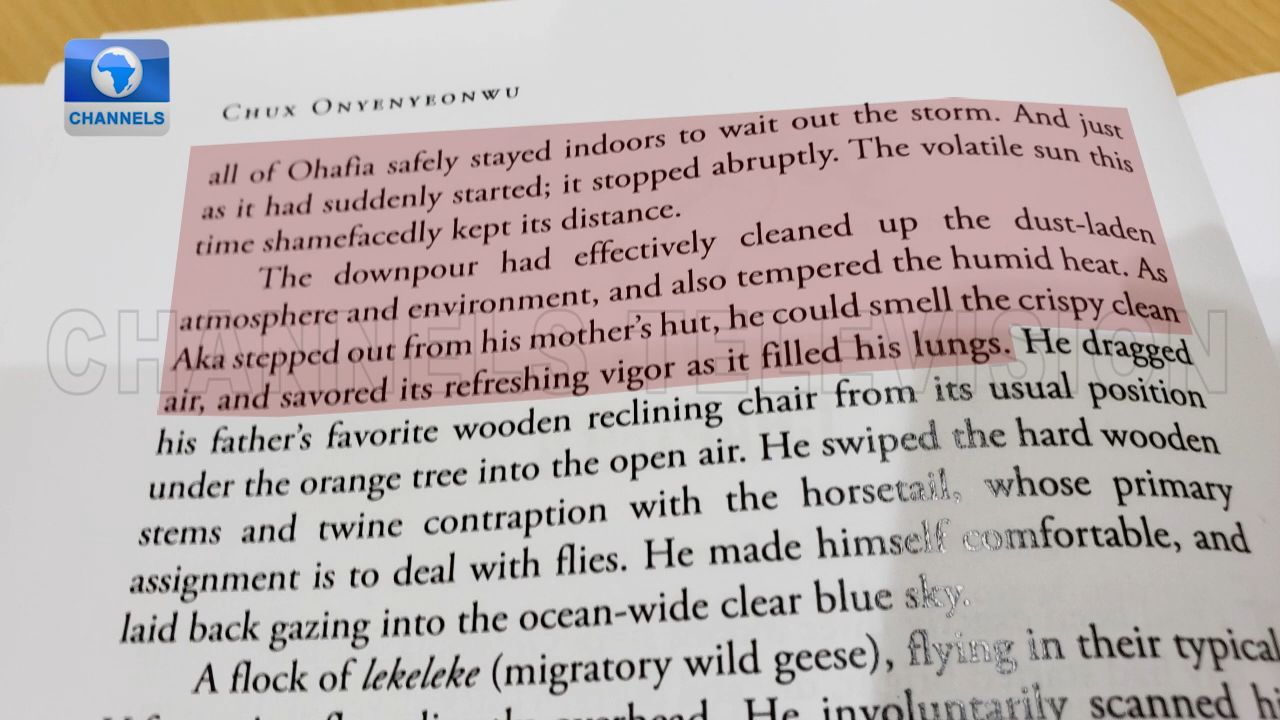 CHANNELS
CHUX ONYENYEONWU
all of Ohafia safely stayed indoors to wait out the storm. And just
as it had suddenly started; it stopped abruptly. The volatile sun this
time shamefacedly kept its distance.
The downpour had effectively cleaned up the dust-laden
atmosphere and environment, and also tempered the humid heat. As
Aka stepped out from his mother's hut, he could smell the crispy clean
air, and savored its refreshing vigor as it filled his lungs. He dragged
CHANNELS TELEVISION
his father's favorite wooden reclining chair from its usual position
under the orange tree into the open air. He swiped the hard wooden
stems and twine contraption with the horsetail, whose primary
assignment is to deal with flies. He made himself comfortable, and
laid back gazing into the ocean-wide clear blue sky.
A flock of lekeleke (migratory wild geese), flying in their typical
overhead. He involuntarily scanned